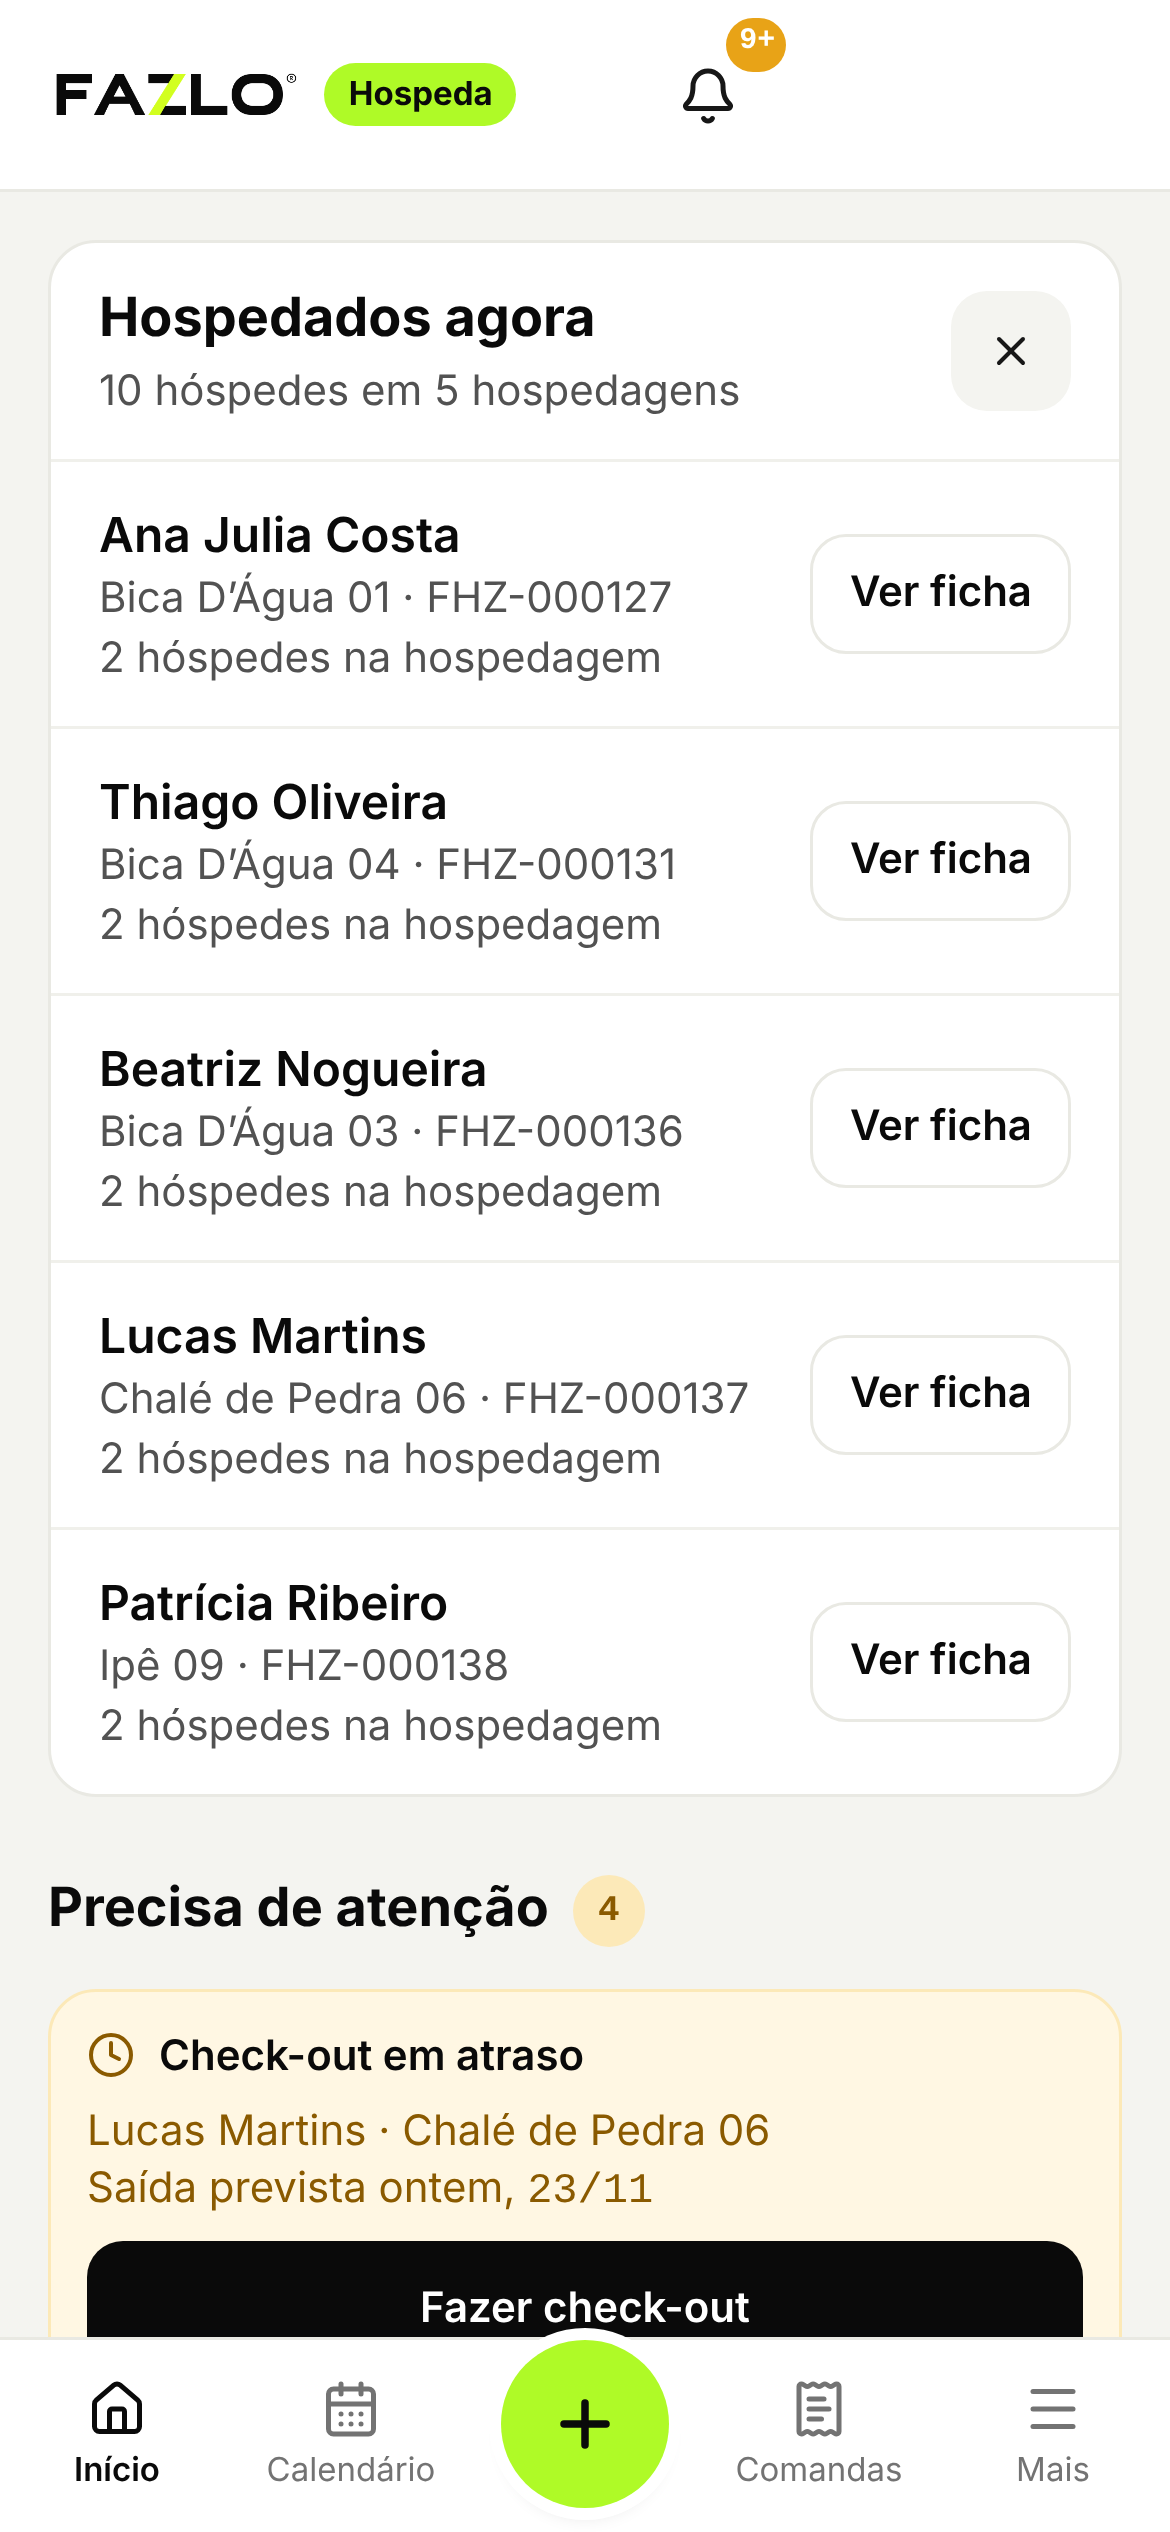 FAZLO®
Hospeda
9+
Hospedados agora
10 hóspedes em 5 hospedagens
Ana Julia Costa
Bica D’Água 01 · FHZ-000127
2 hóspedes na hospedagem
Ver ficha
Thiago Oliveira
Bica D’Água 04 · FHZ-000131
2 hóspedes na hospedagem
Ver ficha
Beatriz Nogueira
Bica D’Água 03 · FHZ-000136
2 hóspedes na hospedagem
Ver ficha
Lucas Martins
Chalé de Pedra 06 · FHZ-000137
2 hóspedes na hospedagem
Ver ficha
Patrícia Ribeiro
Ipê 09 · FHZ-000138
2 hóspedes na hospedagem
Ver ficha
Precisa de atenção 4
Check-out em atraso
Lucas Martins · Chalé de Pedra 06
Saída prevista ontem, 23/11
Fazer check-out
Início
Calendário
Comandas
Mais